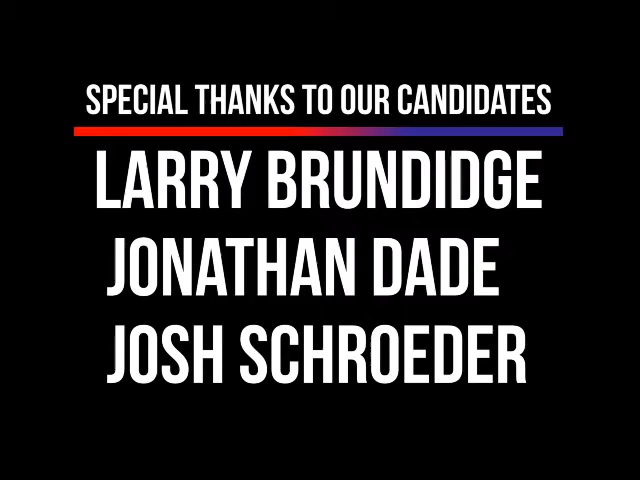 SPECIAL THANKS TO OUR CANDIDATES
LARRY BRUNDIDGE
JONATHAN DADE
JOSH SCHROEDER